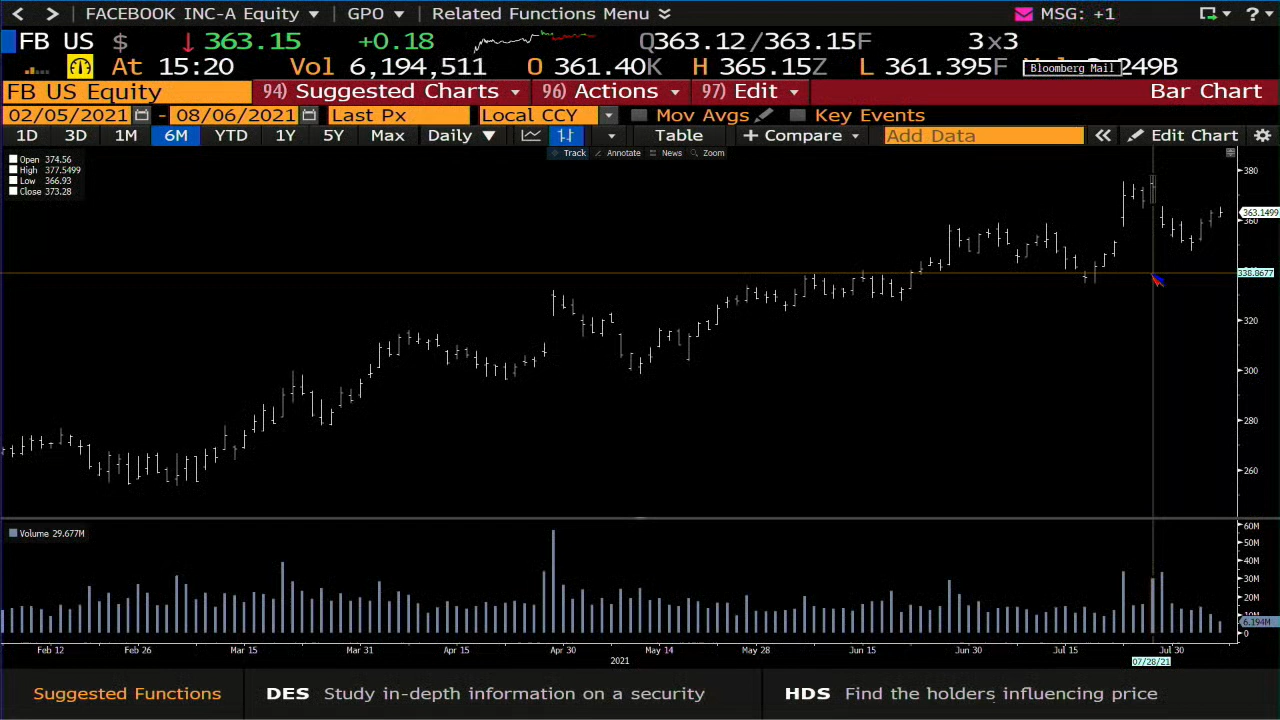 < > FACEBOOK INC-A Equity GPO Related Functions Menu MSG: +1 ?
FB US $ ↓ 363.15 +0.18 Q363.12/363.15F 3×3
At 15:20 Vol 6,194,511 O 361.40K H 365.15Z L 361.395F 249B
Bloomberg Mail
FB US Equity 94) Suggested Charts 96) Actions 97) Edit Bar Chart
02/05/2021 - 08/06/2021 Last Px Local CCY Mov Avgs Key Events
1D 3D 1M 6M YTD 1Y 5Y Max Daily ▼ Table + Compare Add Data « Edit Chart
Track Annotate News Zoom
Open 374.56
High 377.5499
Low 366.93
Close 373.28
380
363.1499
360
338.8677
320
300
280
260
Volume 29.677M
60M
50M
40M
30M
20M
10M
6.194M
0
Feb 12 Feb 26 Mar 15 Mar 31 Apr 15 Apr 30 May 14 May 28 Jun 15 Jun 30 Jul 15 Jul 30
2021 07/28/21
Suggested Functions DES Study in-depth information on a security HDS Find the holders influencing price